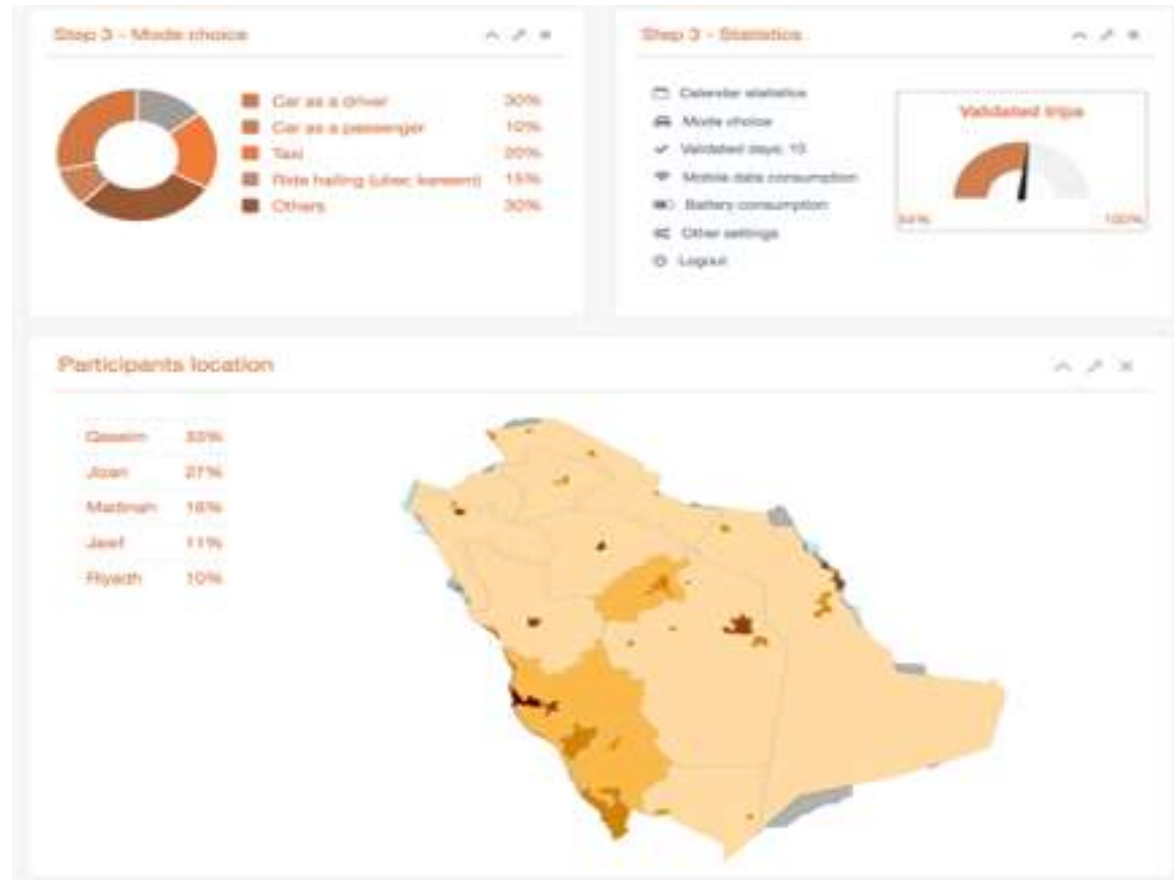 Step 3 - Mode choice
Car as a driver 30%
Car as a passenger 10%
Taxi 20%
Ride hailing (uber, kareem) 15%
Others 30%
Step 3 - Statistics
Calendar statistics
Mode choice
Validated days: 10
Mobile data consumption
Battery consumption
Other settings
Logout
Validated trips
100%
Participants location
Qassim 33%
Jizan 27%
Madinah 16%
Jawf 11%
Riyadh 10%